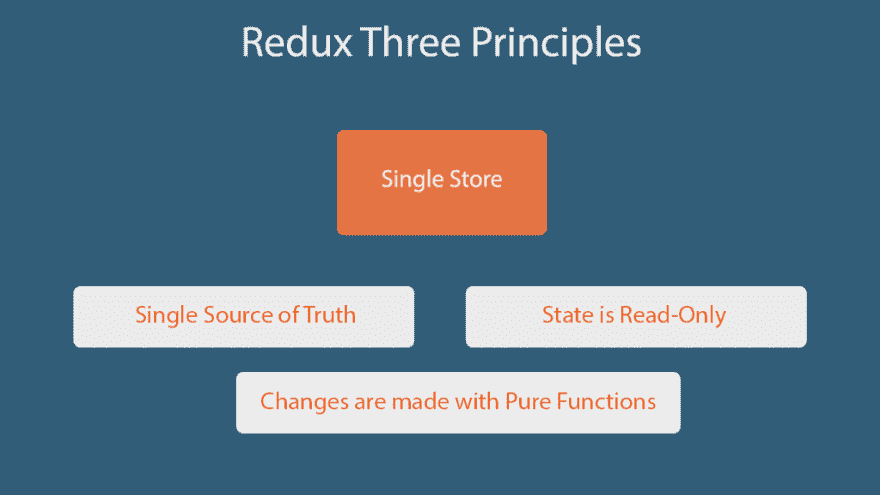 Redux Three Principles
Single Store
Single Source of Truth
State is Read-Only
Changes are made with Pure Functions